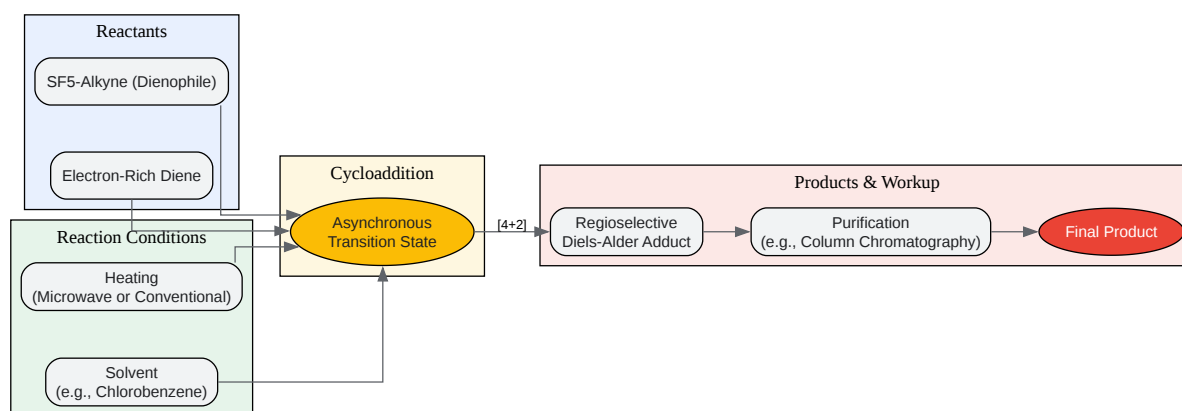 Reactants
SF5-Alkyne (Dienophile)
Electron-Rich Diene
Reaction Conditions
Heating
(Microwave or Conventional)
Solvent
(e.g., Chlorobenzene)
Cycloaddition
Asynchronous
Transition State
[4+2]
Products & Workup
Regioselective
Diels-Alder Adduct
Purification
(e.g., Column Chromatography)
Final Product